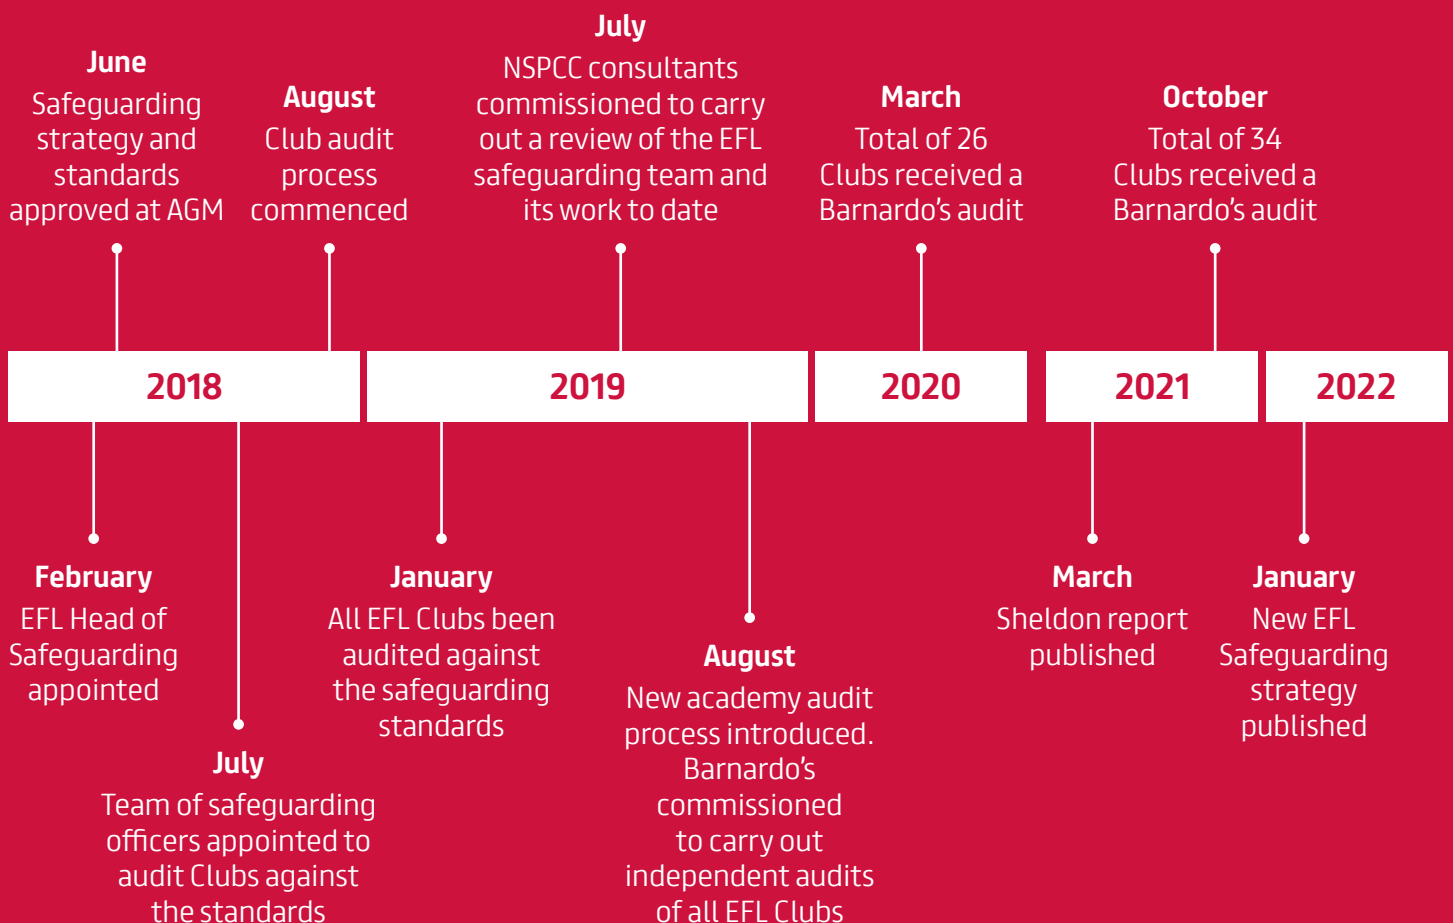 June
Safeguarding
strategy and
standards
approved at AGM
August
Club audit
process
commenced
July
NSPCC consultants
commissioned to carry
out a review of the EFL
safeguarding team and
its work to date
March
Total of 26
Clubs received a
Barnardo's audit
October
Total of 34
Clubs received a
Barnardo's audit
2018
2019
2020
2021
2022
February
EFL Head of
Safeguarding
appointed
July
Team of safeguarding
officers appointed to
audit Clubs against
the standards
January
All EFL Clubs been
audited against
the safeguarding
standards
August
New academy audit
process introduced.
Barnardo's
commissioned
to carry out
independent audits
of all EFL Clubs
March
Sheldon report
published
January
New EFL
Safeguarding
strategy
published